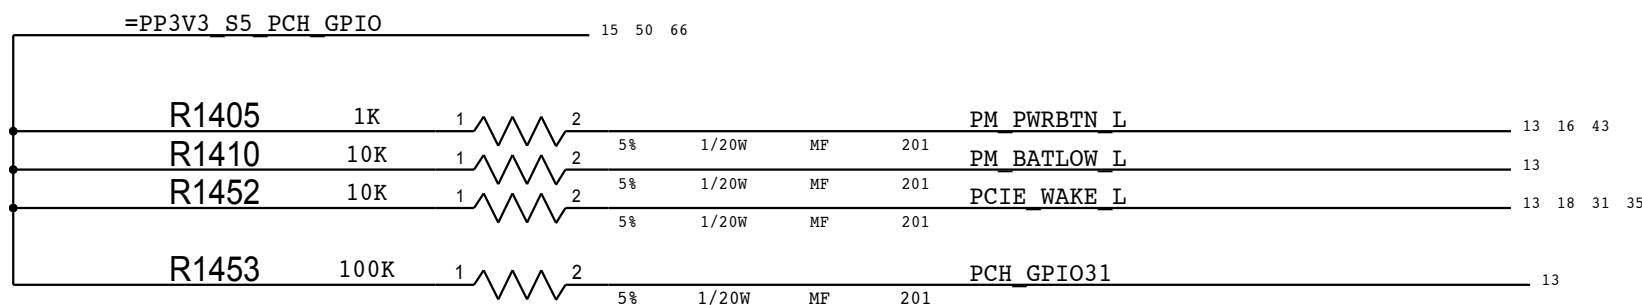 =PP3V3_S5_PCH_GPIO 15 50 66
R1405 1K 1 2 PM_PWRBTN_L 13 16 43
5% 1/20W MF 201
R1410 10K 1 2 PM_BATLOW_L 13
5% 1/20W MF 201
R1452 10K 1 2 PCIE_WAKE_L 13 18 31 35
5% 1/20W MF 201
R1453 100K 1 2 PCH_GPIO31 13
5% 1/20W MF 201